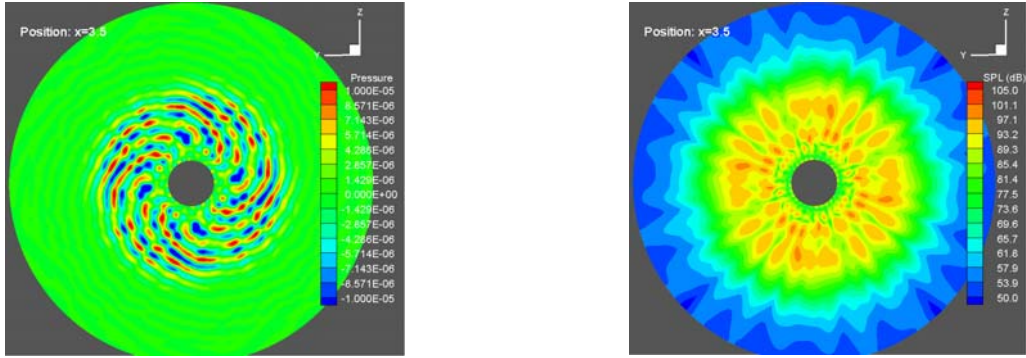 Position: x=3.5
Z
Y
Pressure
1.000E-05
8.571E-06
7.143E-06
5.714E-06
4.286E-06
2.857E-06
1.429E-06
0.000E+00
-1.429E-06
-2.857E-06
-4.286E-06
-5.714E-06
-7.143E-06
-8.571E-06
-1.000E-05
Position: x=3.5
Z
Y
SPL (dB)
105.0
101.1
97.1
93.2
89.3
85.4
81.4
77.5
73.6
69.6
65.7
61.8
57.9
53.9
50.0